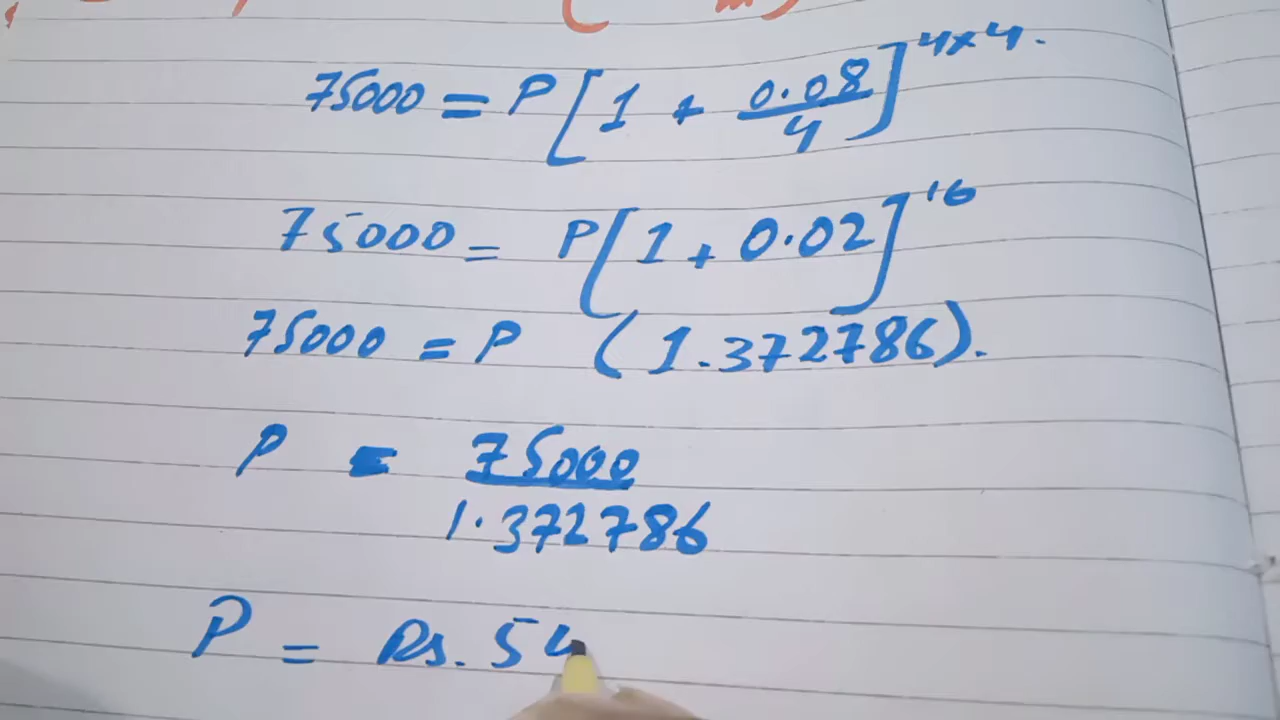 75000 = P[1 + 0.08/4]^4×4.
75000 = P[1 + 0.02]^16
75000 = P (1.372786).
P = 75000/1.372786
P = Rs. 54